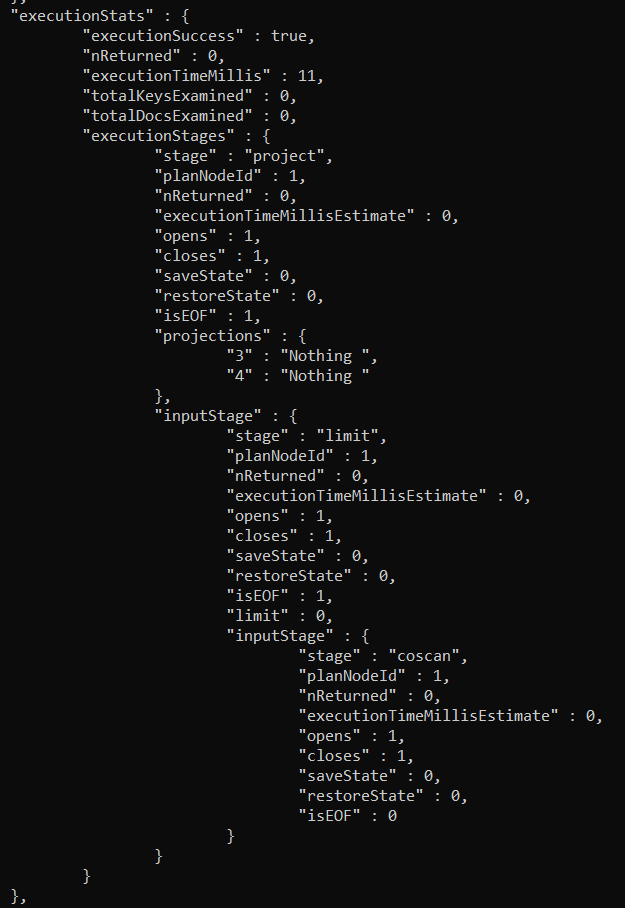 },
"executionStats" : {
        "executionSuccess" : true,
        "nReturned" : 0,
        "executionTimeMillis" : 11,
        "totalKeysExamined" : 0,
        "totalDocsExamined" : 0,
        "executionStages" : {
                "stage" : "project",
                "planNodeId" : 1,
                "nReturned" : 0,
                "executionTimeMillisEstimate" : 0,
                "opens" : 1,
                "closes" : 1,
                "saveState" : 0,
                "restoreState" : 0,
                "isEOF" : 1,
                "projections" : {
                        "3" : "Nothing ",
                        "4" : "Nothing "
                },
                "inputStage" : {
                        "stage" : "limit",
                        "planNodeId" : 1,
                        "nReturned" : 0,
                        "executionTimeMillisEstimate" : 0,
                        "opens" : 1,
                        "closes" : 1,
                        "saveState" : 0,
                        "restoreState" : 0,
                        "isEOF" : 1,
                        "limit" : 0,
                        "inputStage" : {
                                "stage" : "coscan",
                                "planNodeId" : 1,
                                "nReturned" : 0,
                                "executionTimeMillisEstimate" : 0,
                                "opens" : 1,
                                "closes" : 1,
                                "saveState" : 0,
                                "restoreState" : 0,
                                "isEOF" : 0
                        }
                }
        }
},